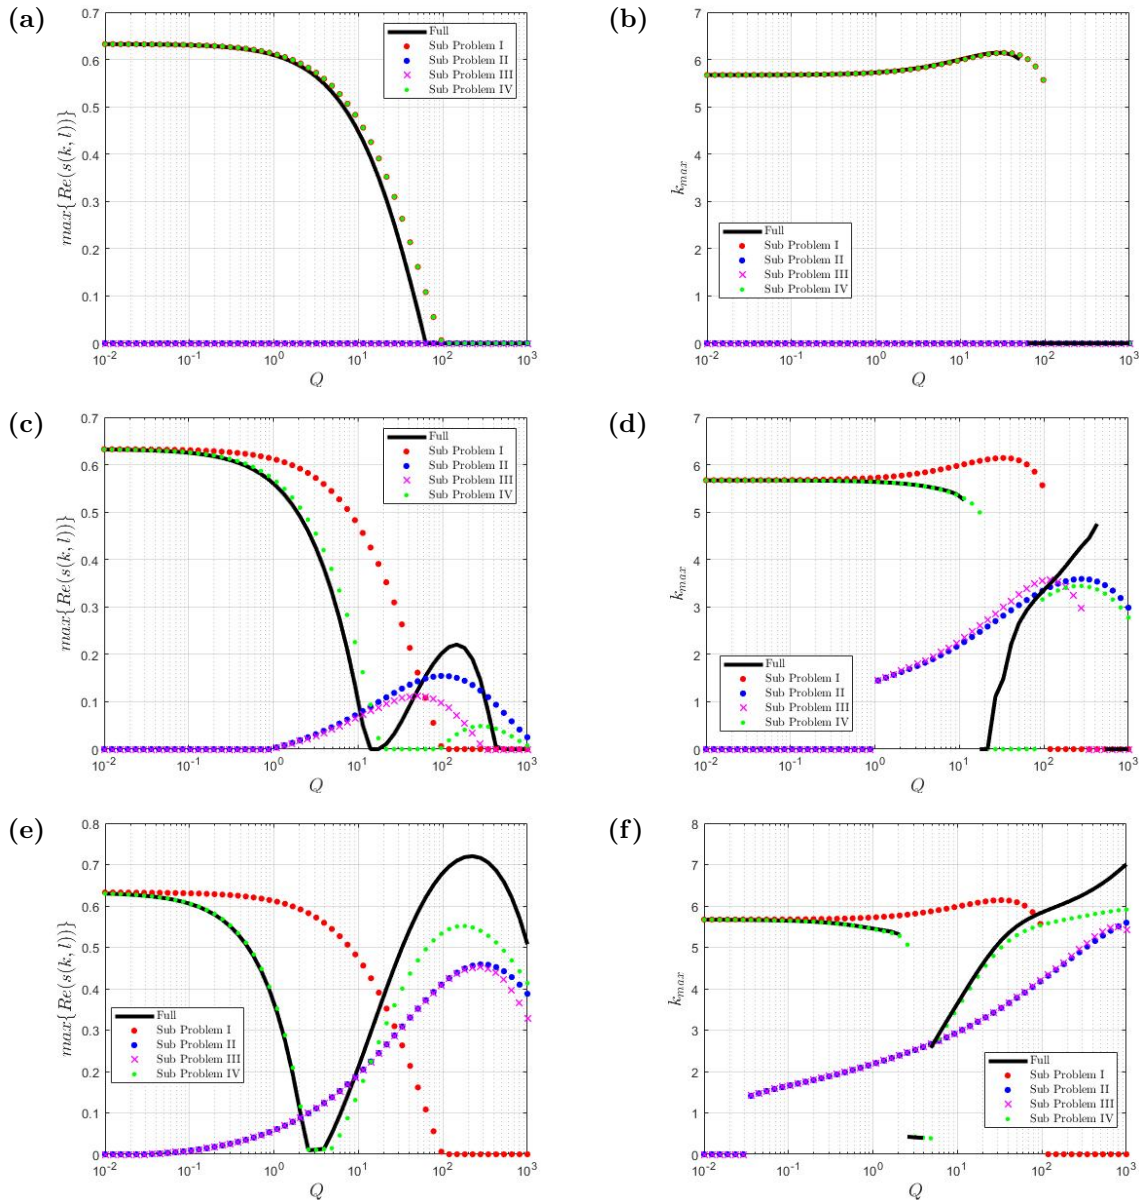 (a)
0.7
0.6
0.5
0.4
0.3
0.2
0.1
0
max{Re(s(k, l))}
10^-2 10^-1 10^0 10^1 10^2 10^3
Q
Full
Sub Problem I
Sub Problem II
Sub Problem III
Sub Problem IV
(b)
7
6
5
4
3
2
1
0
k_max
10^-2 10^-1 10^0 10^1 10^2 10^3
Q
Full
Sub Problem I
Sub Problem II
Sub Problem III
Sub Problem IV
(c)
0.7
0.6
0.5
0.4
0.3
0.2
0.1
0
max{Re(s(k, l))}
10^-2 10^-1 10^0 10^1 10^2 10^3
Q
Full
Sub Problem I
Sub Problem II
Sub Problem III
Sub Problem IV
(d)
7
6
5
4
3
2
1
0
k_max
10^-2 10^-1 10^0 10^1 10^2 10^3
Q
Full
Sub Problem I
Sub Problem II
Sub Problem III
Sub Problem IV
(e)
0.8
0.7
0.6
0.5
0.4
0.3
0.2
0.1
0
max{Re(s(k, l))}
10^-2 10^-1 10^0 10^1 10^2 10^3
Q
Full
Sub Problem I
Sub Problem II
Sub Problem III
Sub Problem IV
(f)
8
7
6
5
4
3
2
1
0
k_max
10^-2 10^-1 10^0 10^1 10^2 10^3
Q
Full
Sub Problem I
Sub Problem II
Sub Problem III
Sub Problem IV